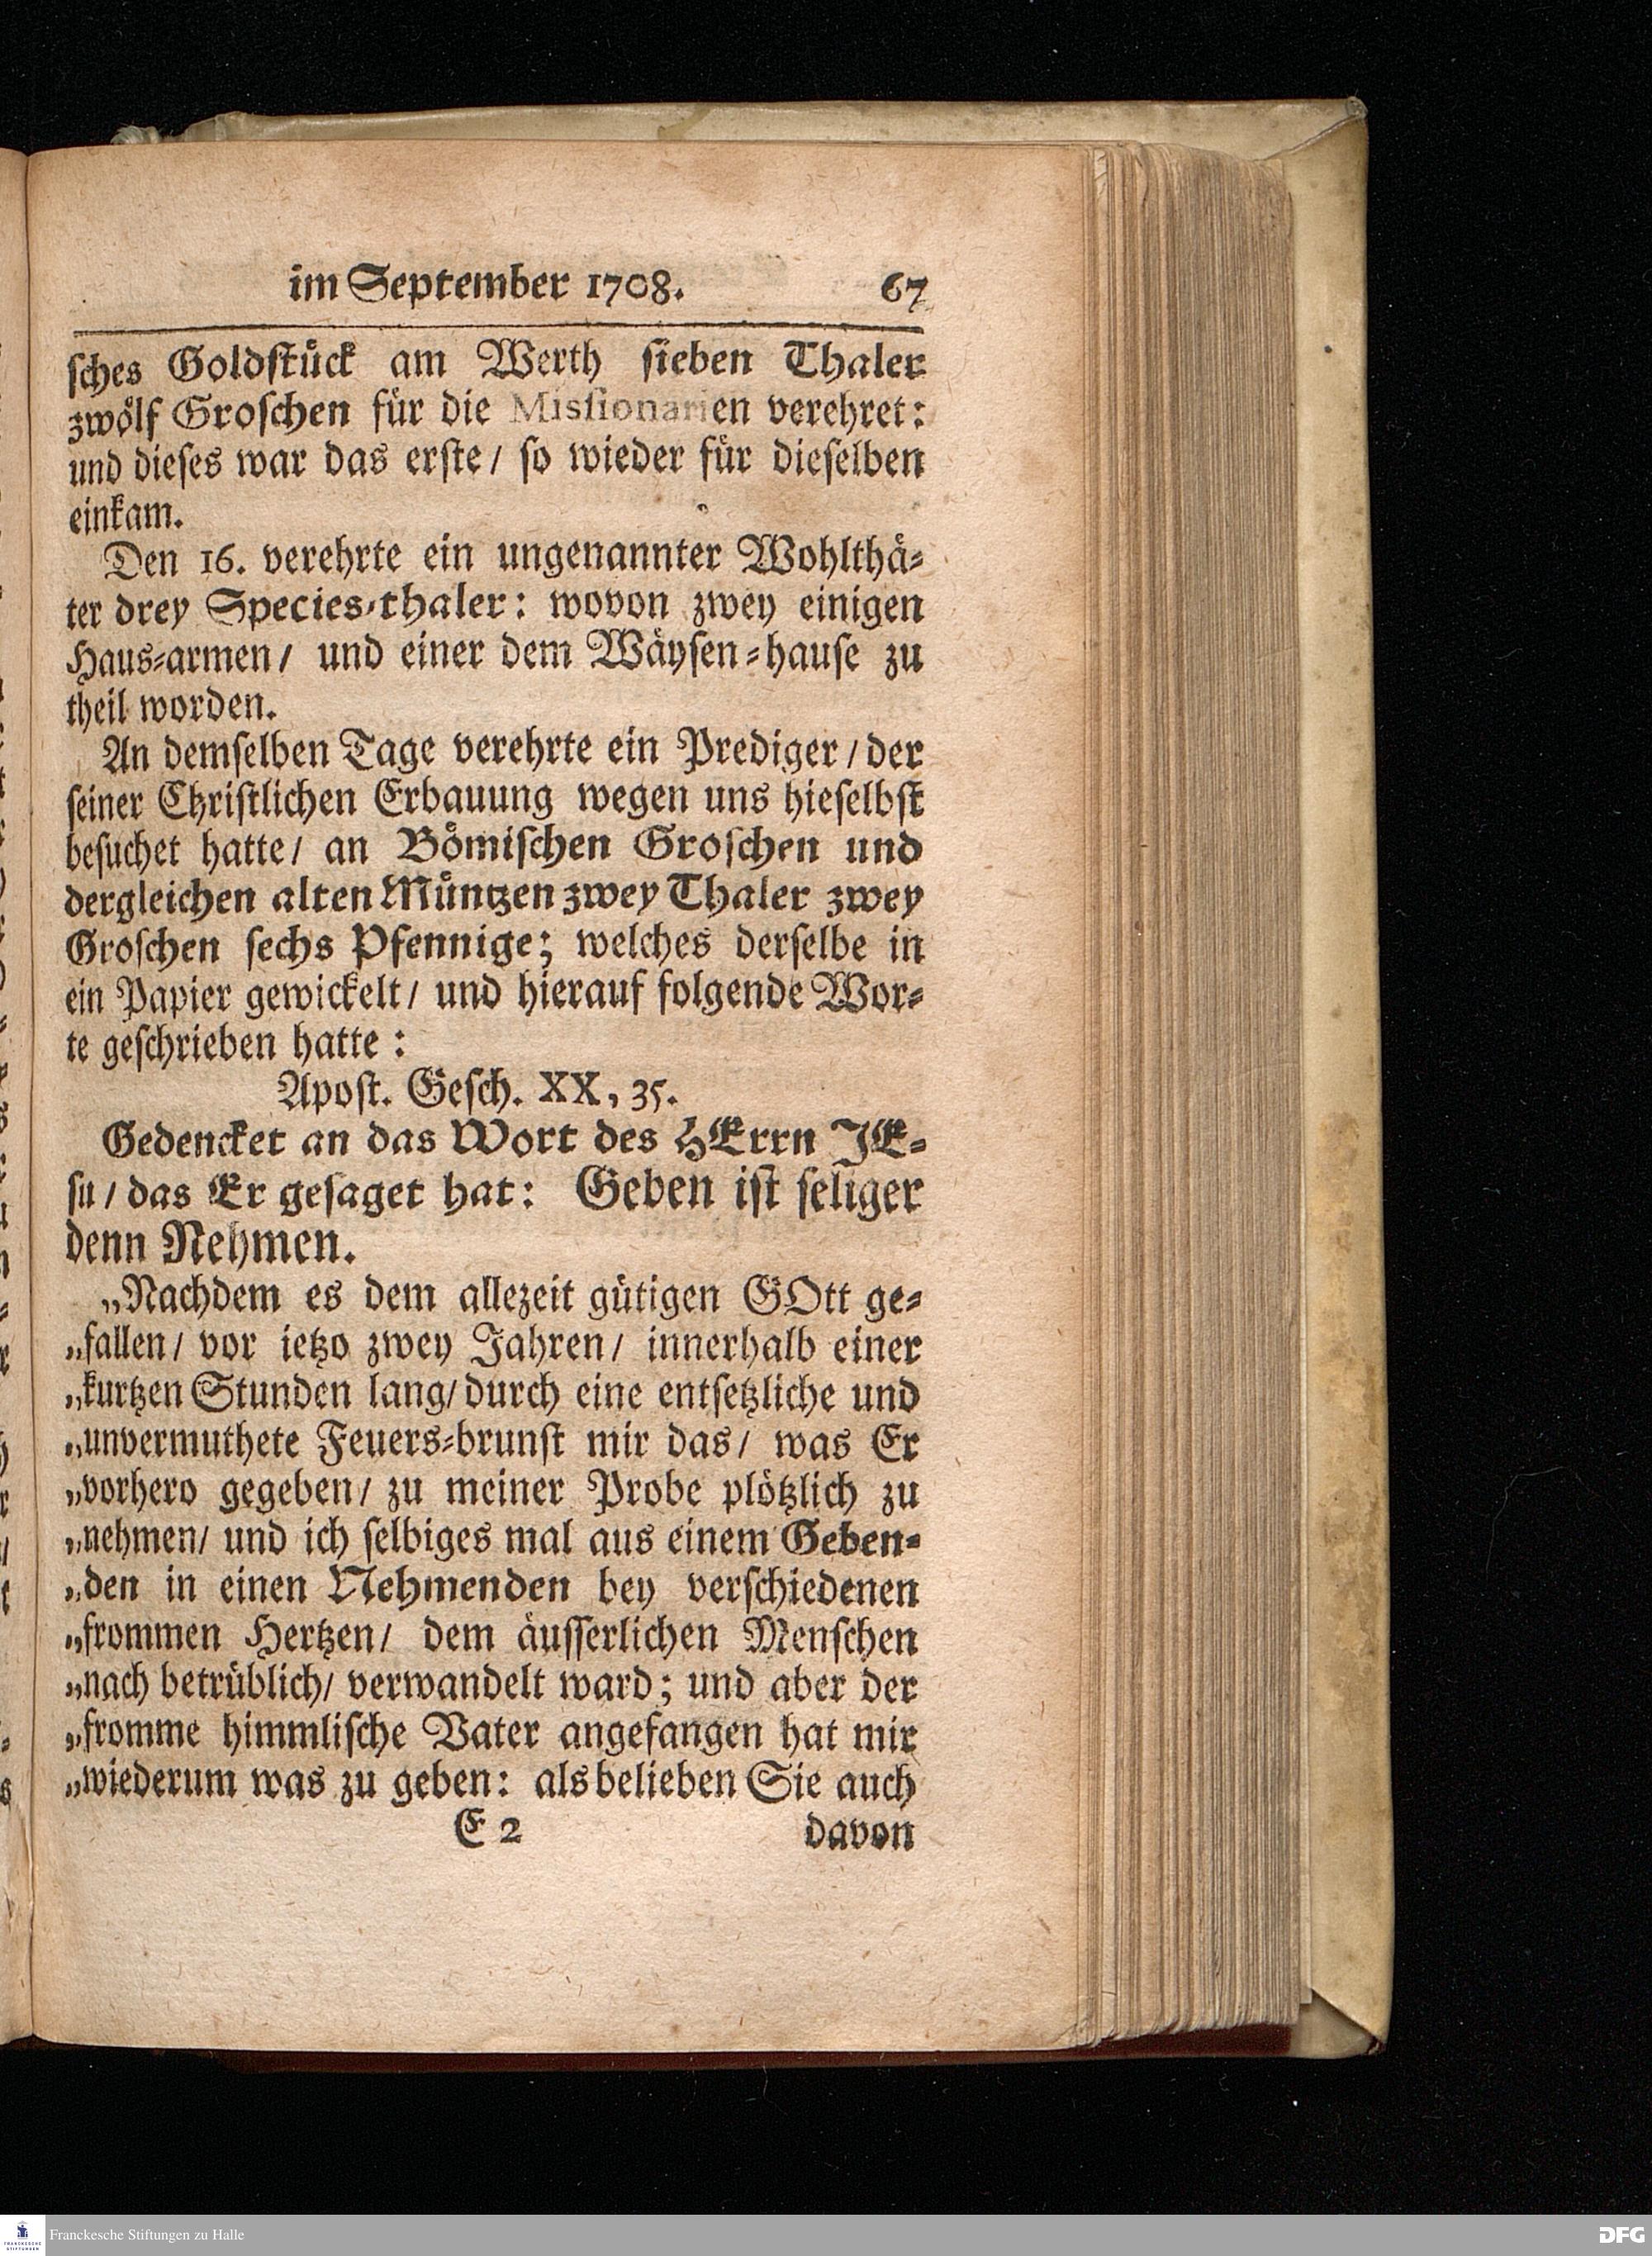 im September 1708. 67
sches Goldstück am Werth sieben Thaler
zwölf Groschen für die Missionarien verehret:
und dieses war das erste / so wieder für dieselben
einkam.
Den 16. verehrte ein ungenannter Wohlthä-
ter drey Species-thaler: wovon zwey einigen
Haus-armen / und einer dem Wäysen-hause zu
theil worden.
An demselben Tage verehrte ein Prediger / der
seiner Christlichen Erbauung wegen uns hieselbst
besuchet hatte / an Bömischen Groschen und
dergleichen alten Müntzen zwey Thaler zwey
Groschen sechs Pfennige; welches derselbe in
ein Papier gewickelt / und hierauf folgende Wor-
te geschrieben hatte:
Apost. Gesch. XX, 35.
Gedencket an das Wort des HErrn JE-
su / das Er gesaget hat: Geben ist seliger
denn Nehmen.
„Nachdem es dem allezeit gütigen GOtt ge-
„fallen / vor ietzo zwey Jahren / innerhalb einer
„kurtzen Stunden lang / durch eine entsetzliche und
„unvermuthete Feuers-brunst mir das / was Er
„vorhero gegeben / zu meiner Probe plötzlich zu
„nehmen / und ich selbiges mal aus einem Geben-
„den in einen Nehmenden bey verschiedenen
„frommen Hertzen / dem äusserlichen Menschen
„nach betrüblich / verwandelt ward; und aber der
„fromme himmlische Vater angefangen hat mir
„wiederum was zu geben: als belieben Sie auch
E 2 davon
Franckesche Stiftungen zu Halle
DFG